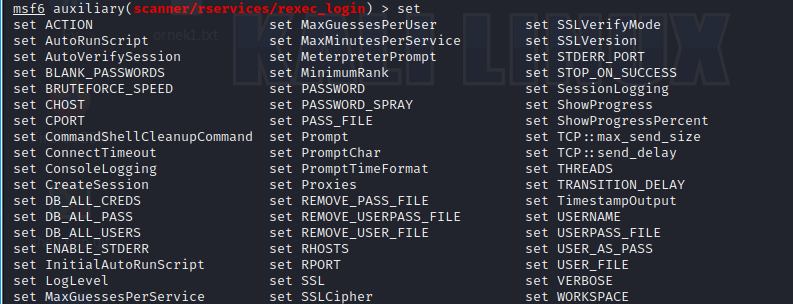 msf6 auxiliary(scanner/rservices/rexec_login) > set
set ACTION set MaxGuessesPerUser set SSLVerifyMode
set AutoRunScript set MaxMinutesPerService set SSLVersion
set AutoVerifySession set MeterpreterPrompt set STDERR_PORT
set BLANK_PASSWORDS set MinimumRank set STOP_ON_SUCCESS
set BRUTEFORCE_SPEED set PASSWORD set SessionLogging
set CHOST set PASSWORD_SPRAY set ShowProgress
set CPORT set PASS_FILE set ShowProgressPercent
set CommandShellCleanupCommand set Prompt set TCP::max_send_size
set ConnectTimeout set PromptChar set TCP::send_delay
set ConsoleLogging set PromptTimeFormat set THREADS
set CreateSession set Proxies set TRANSITION_DELAY
set DB_ALL_CREDS set REMOVE_PASS_FILE set TimestampOutput
set DB_ALL_PASS set REMOVE_USERPASS_FILE set USERNAME
set DB_ALL_USERS set REMOVE_USER_FILE set USERPASS_FILE
set ENABLE_STDERR set RHOSTS set USER_AS_PASS
set InitialAutoRunScript set RPORT set USER_FILE
set LogLevel set SSL set VERBOSE
set MaxGuessesPerService set SSLCipher set WORKSPACE
ornek1.txt
KALI LINUX